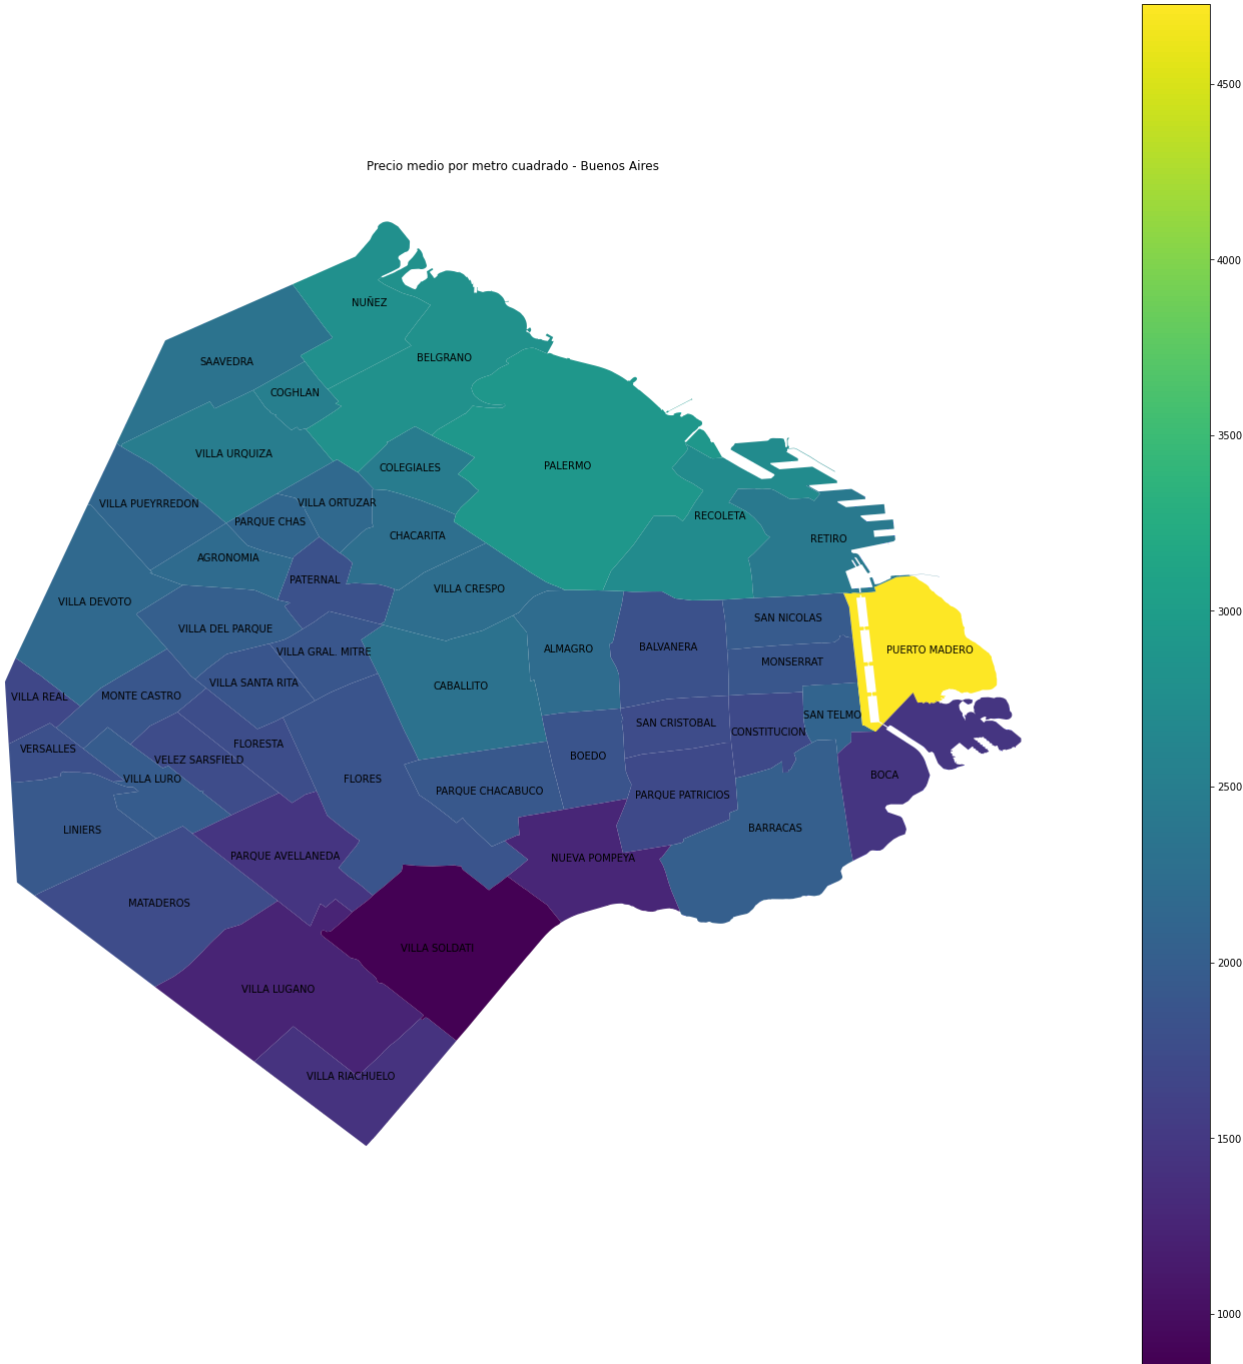 4500
Precio medio por metro cuadrado - Buenos Aires
4000
NUÑEZ
BELGRANO
SAAVEDRA
COGHLAN
3500
VILLA URQUIZA
COLEGIALES
PALERMO
VILLA PUEYRREDON
VILLA ORTUZAR
PARQUE CHAS
RECOLETA
CHACARITA
RETIRO
AGRONOMIA
PATERNAL
VILLA CRESPO
VILLA DEVOTO
3000
SAN NICOLAS
VILLA DEL PARQUE
BALVANERA
ALMAGRO
PUERTO MADERO
VILLA GRAL. MITRE
MONSERRAT
VILLA SANTA RITA
CABALLITO
VILLA REAL
MONTE CASTRO
SAN TELMO
SAN CRISTOBAL
CONSTITUCION
FLORESTA
VERSALLES
BOEDO
VELEZ SARSFIELD
BOCA
VILLA LURO
FLORES
2500
PARQUE CHACABUCO
PARQUE PATRICIOS
LINIERS
BARRACAS
PARQUE AVELLANEDA
NUEVA POMPEYA
MATADEROS
VILLA SOLDATI
2000
VILLA LUGANO
VILLA RIACHUELO
1500
1000